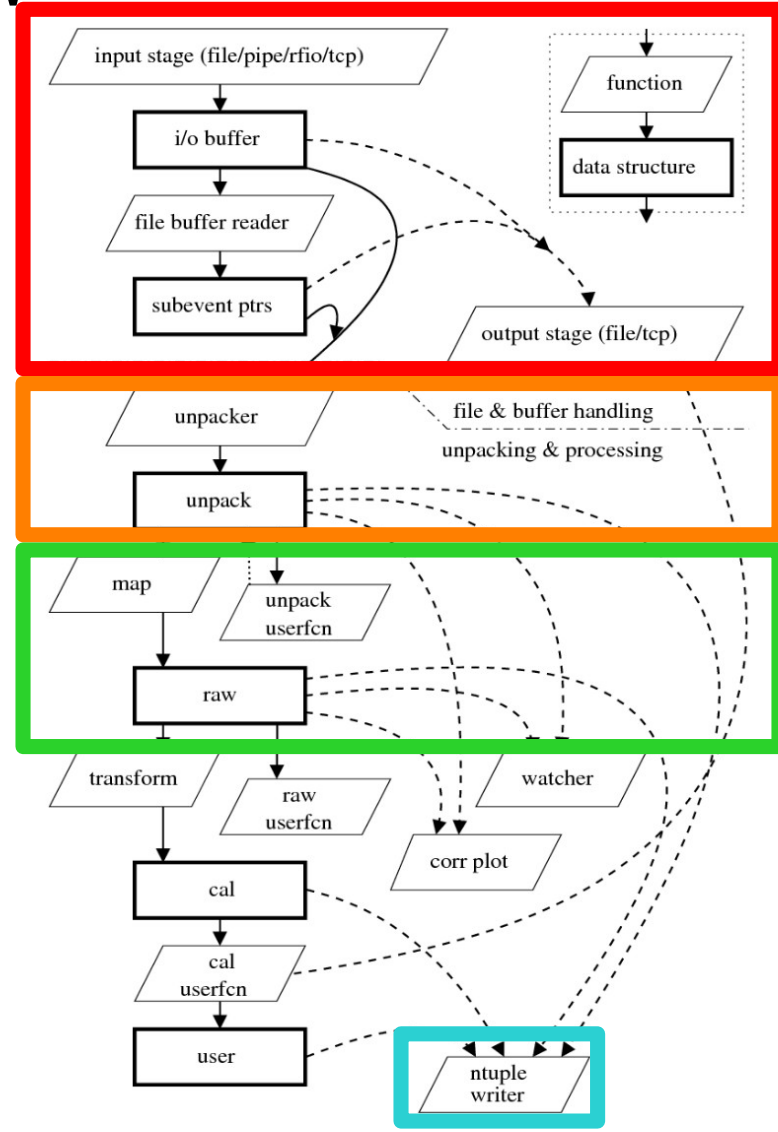 input stage (file/pipe/rfio/tcp)
function
i/o buffer
data structure
file buffer reader
subevent ptrs
output stage (file/tcp)
unpacker
file & buffer handling
unpacking & processing
unpack
map
unpack
userfcn
raw
transform
raw
userfcn
watcher
corr plot
cal
cal
userfcn
user
ntuple
writer